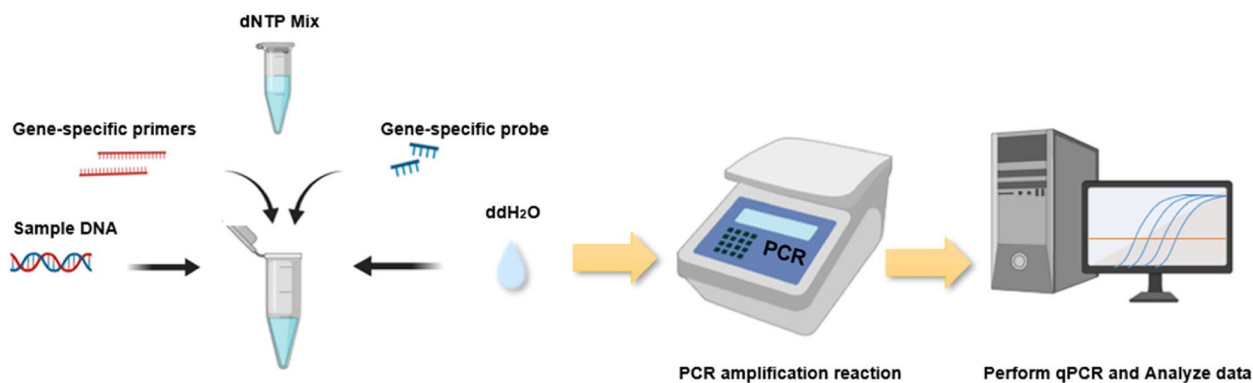 dNTP Mix
Gene-specific primers
Gene-specific probe
Sample DNA
ddH₂O
PCR
PCR amplification reaction
Perform qPCR and Analyze data